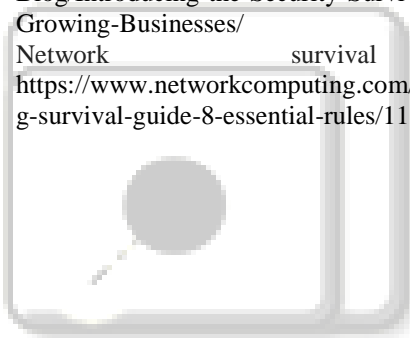 Growing-Businesses/
Network survival
https://www.networkcomputing.com/
g-survival-guide-8-essential-rules/11